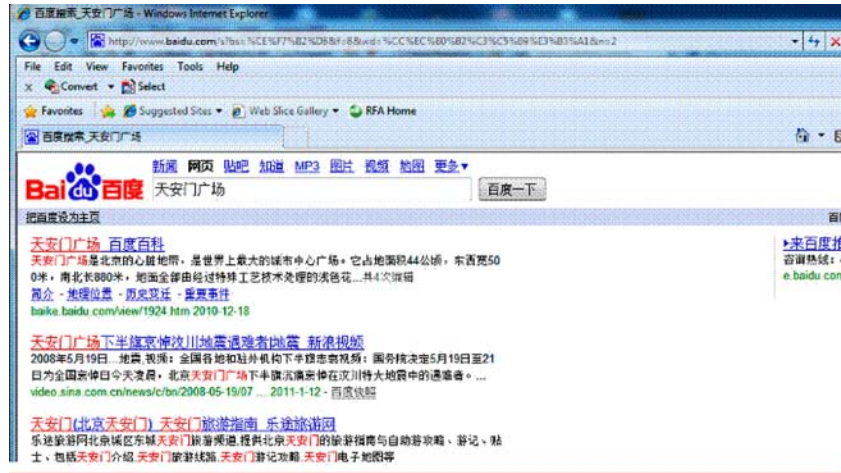 百度搜索_天安门广场 - Windows Internet Explorer
File Edit View Favorites Tools Help
x Convert Select
Favorites Suggested Sites Web Slice Gallery RFA Home
百度搜索_天安门广场
新闻 网页 贴吧 知道 MP3 图片 视频 地图 更多
Bai du 百度 天安门广场 百度一下
把百度设为主页
天安门广场_百度百科
天安门广场是北京的心脏地带,是世界上最大的城市中心广场。它占地面积44公顷,东西宽50
0米,南北长880米,地面全部由经过特殊工艺技术处理的浅色花...共4次编辑
简介 - 地理位置 - 历史变迁 - 重要事件
baike.baidu.com/view/1924.htm 2010-12-18
天安门广场下半旗哀悼汶川地震遇难者|地震_新浪视频
2008年5月19日...地震,视频:全国各地和驻外机构下半旗志哀视频:国务院决定5月19日至21
日为全国哀悼日今天凌晨,北京天安门广场下半旗沉痛哀悼在汶川特大地震中的遇难者。...
video.sina.com.cn/news/c/bn/2008-05-19/07 ... 2011-1-12 - 百度快照
天安门(北京天安门)_天安门旅游指南_乐途旅游网
乐途旅游网北京城区东城天安门旅游频道,提供北京天安门的旅游指南与自助游攻略、游记、贴
士、包括天安门介绍,天安门旅游线路,天安门游记攻略,天安门电子地图等
来百度推
咨询热线:
e.baidu.con